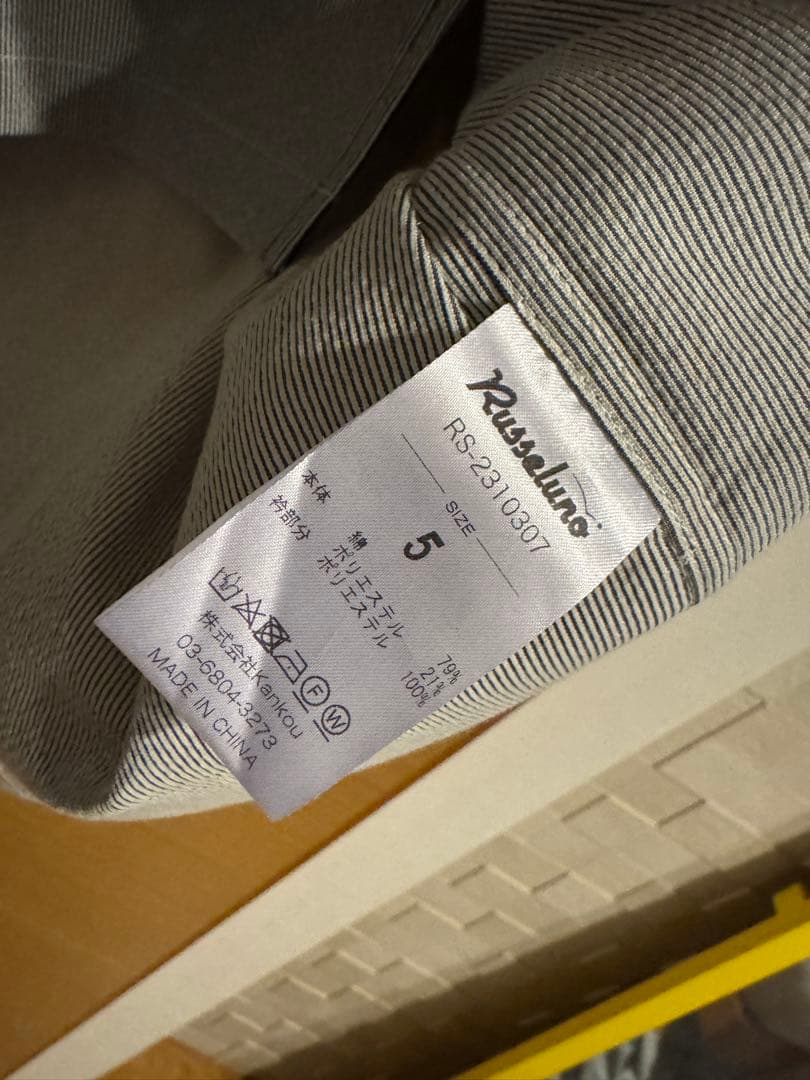 Russeluno
RS-2310307
SIZE
5
本体 綿 79%
ポリエステル 21%
衿部分 ポリエステル 100%
F W
株式会社Kankou
03-6804-3273
MADE IN CHINA